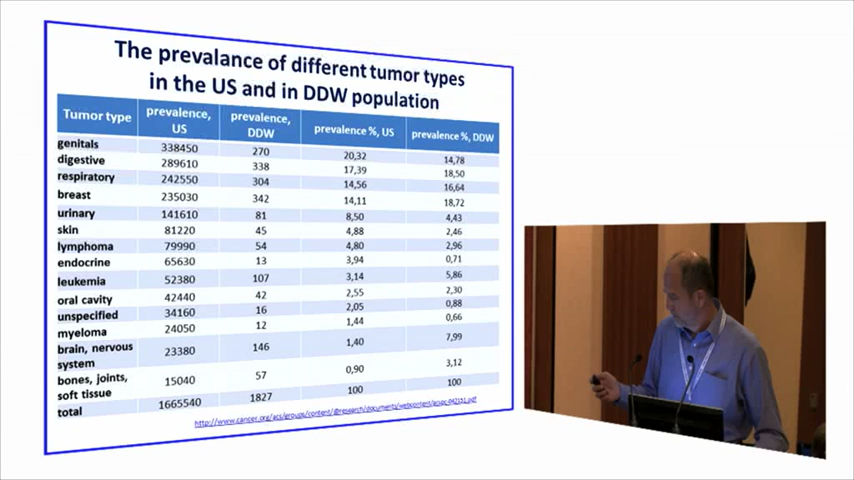 The prevalance of different tumor types
in the US and in DDW population
Tumor type prevalence, US prevalence, DDW prevalence %, US prevalence %, DDW
genitals 338450 270 20,32 14,78
digestive 289610 338 17,39 18,50
respiratory 242550 304 14,56 16,64
breast 235030 342 14,11 18,72
urinary 141610 81 8,50 4,43
skin 81220 45 4,88 2,46
lymphoma 79990 54 4,80 2,96
endocrine 65630 13 3,94 0,71
leukemia 52380 107 3,14 5,86
oral cavity 42440 42 2,55 2,30
unspecified 34160 16 2,05 0,88
myeloma 24050 12 1,44 0,66
brain, nervous system 23380 146 1,40 7,99
bones, joints, soft tissue 15040 57 0,90 3,12
total 1665540 1827 100 100